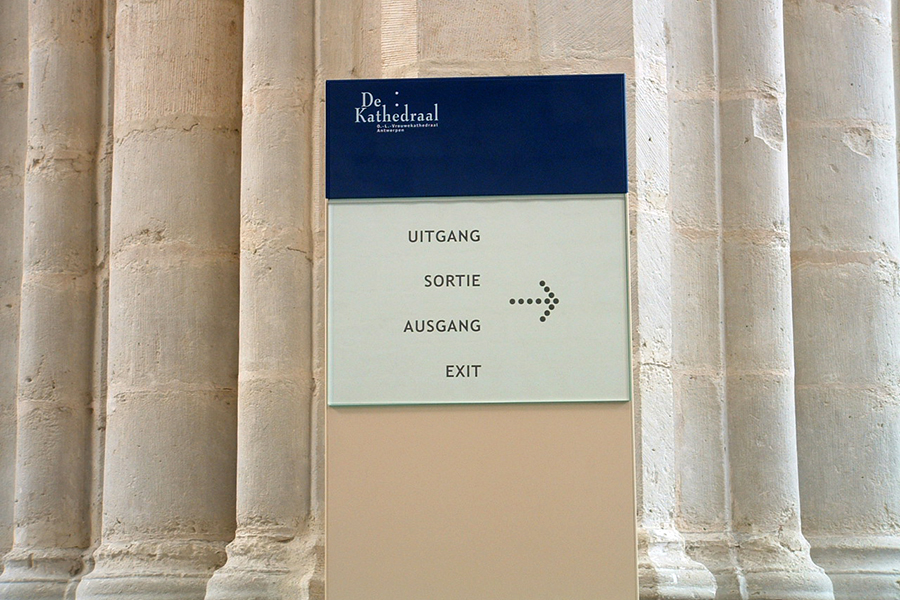 De
Kathedraal
O.-L.-Vrouwekathedraal
Antwerpen
UITGANG
SORTIE
AUSGANG
EXIT